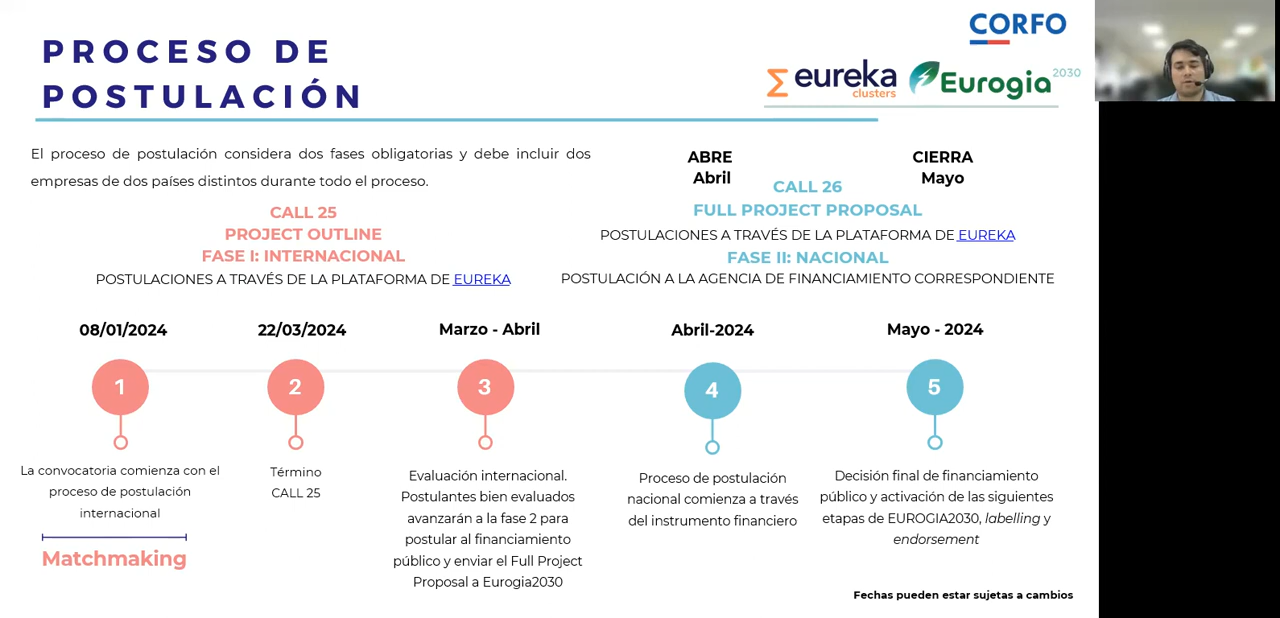 PROCESO DE
POSTULACIÓN
CORFO
eureka
clusters
Eurogia
2030
El proceso de postulación considera dos fases obligatorias y debe incluir dos
empresas de dos países distintos durante todo el proceso.
CALL 25
PROJECT OUTLINE
FASE I: INTERNACIONAL
POSTULACIONES A TRAVÉS DE LA PLATAFORMA DE EUREKA
ABRE
Abril
CIERRA
Mayo
CALL 26
FULL PROJECT PROPOSAL
POSTULACIONES A TRAVÉS DE LA PLATAFORMA DE EUREKA
FASE II: NACIONAL
POSTULACIÓN A LA AGENCIA DE FINANCIAMIENTO CORRESPONDIENTE
08/01/2024
1
La convocatoria comienza con el
proceso de postulación
internacional
Matchmaking
22/03/2024
2
Término
CALL 25
Marzo - Abril
3
Evaluación internacional.
Postulantes bien evaluados
avanzarán a la fase 2 para
postular al financiamiento
público y enviar el Full Project
Proposal a Eurogia2030
Abril-2024
4
Proceso de postulación
nacional comienza a través
del instrumento financiero
Mayo - 2024
5
Decisión final de financiamiento
público y activación de las siguientes
etapas de EUROGIA2030, labelling y
endorsement
Fechas pueden estar sujetas a cambios